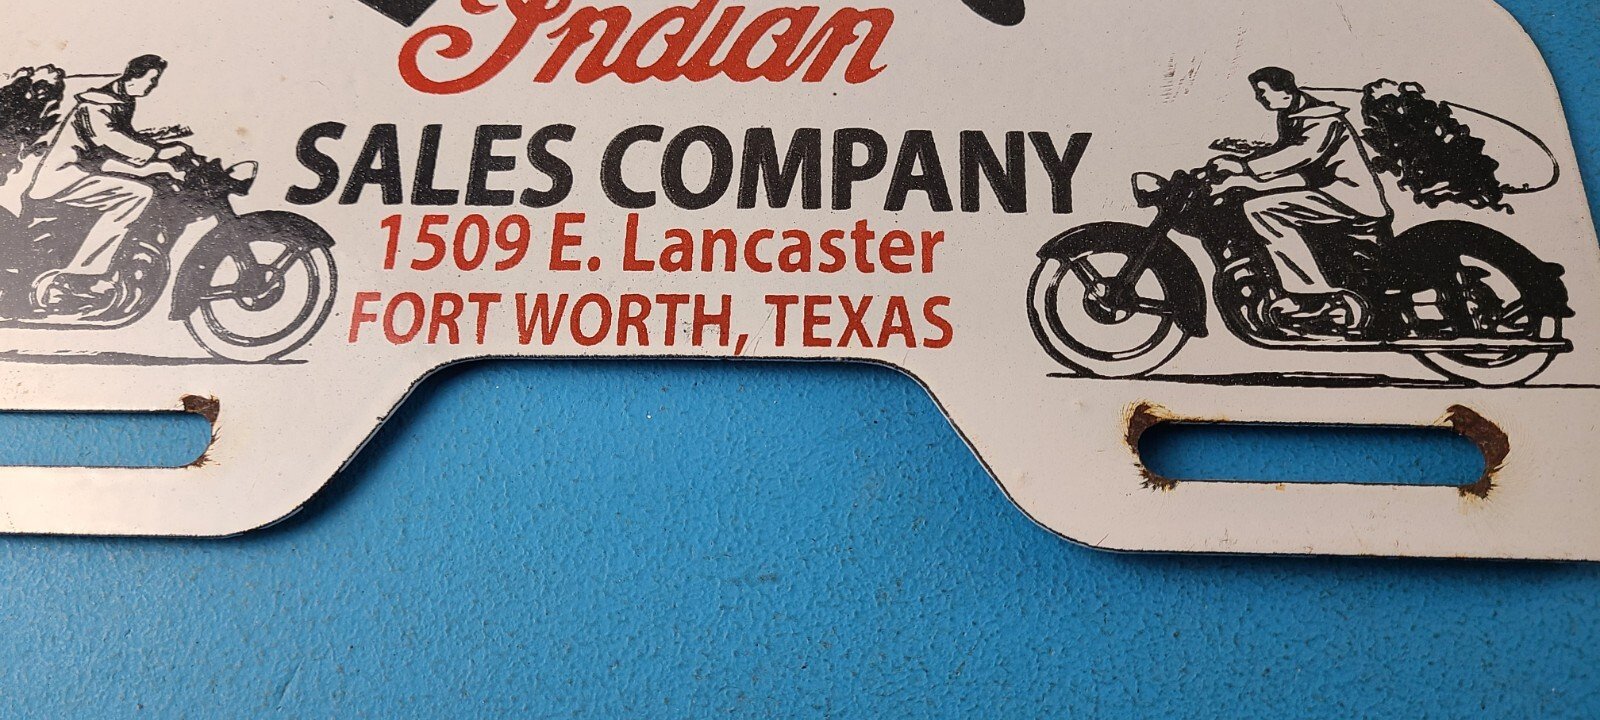 Indian
SALES COMPANY
1509 E. Lancaster
FORT WORTH, TEXAS